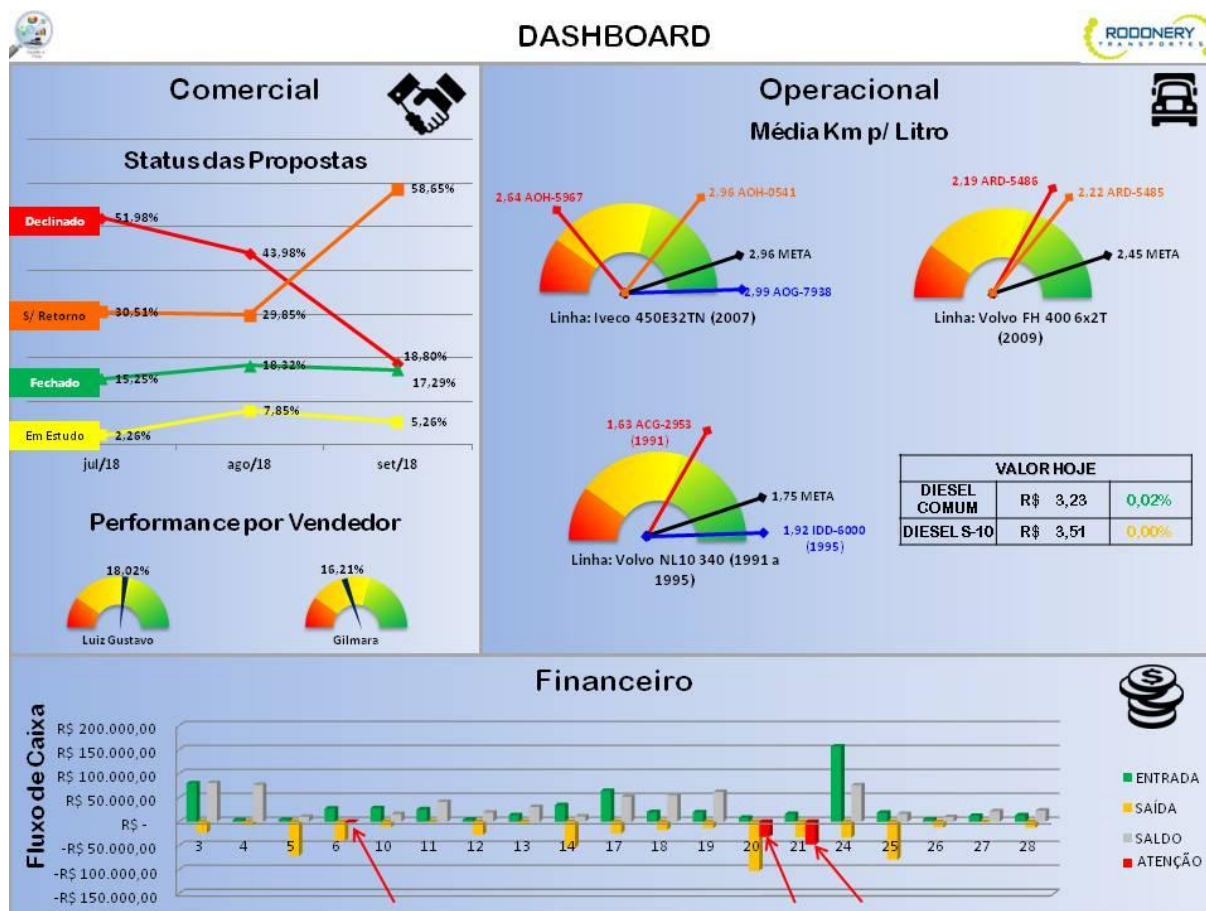 DASHBOARD
RODONERY
TRANSPORTES
Comercial
Status das Propostas
58,65%
Declinado
51,98%
43,98%
S/ Retorno
30,51%
29,85%
18,80%
Fechado
15,25%
18,32%
17,29%
Em Estudo
2,26%
7,85%
5,26%
jul/18
ago/18
set/18
Performance por Vendedor
18,02%
16,21%
Luiz Gustavo
Gilmara
Operacional
Média Km p/ Litro
2,64 AOH-5967
2,96 AOH-0541
2,96 META
2,99 AOG-7938
Linha: Iveco 450E32TN (2007)
2,19 ARD-5486
2,22 ARD-5485
2,45 META
Linha: Volvo FH 400 6x2T
(2009)
1,63 ACG-2953
(1991)
1,75 META
1,92 IDD-6000
(1995)
Linha: Volvo NL10 340 (1991 a
1995)
VALOR HOJE
DIESEL
COMUM
R$ 3,23
0,02%
DIESEL S-10
R$ 3,51
0,00%
Financeiro
Fluxo de Caixa
R$ 200.000,00
R$ 150.000,00
R$ 100.000,00
R$ 50.000,00
R$ -
-R$ 50.000,00
-R$ 100.000,00
-R$ 150.000,00
3 4 5 6 10 11 12 13 14 17 18 19 20 21 24 25 26 27 28
ENTRADA
SAÍDA
SALDO
ATENÇÃO